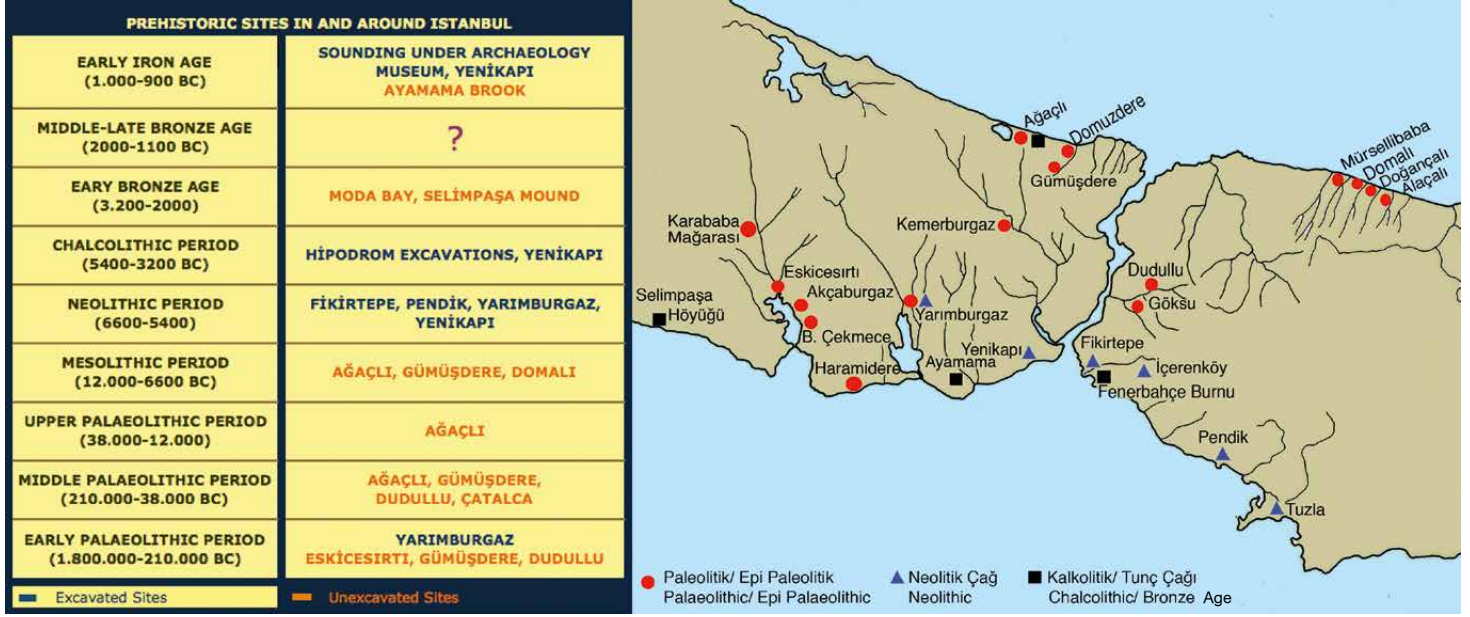 PREHISTORIC SITES IN AND AROUND ISTANBUL
EARLY IRON AGE
(1.000-900 BC)
SOUNDING UNDER ARCHAEOLOGY
MUSEUM, YENİKAPI
AYAMAMA BROOK
MIDDLE-LATE BRONZE AGE
(2000-1100 BC)
?
EARY BRONZE AGE
(3.200-2000)
MODA BAY, SELİMPAŞA MOUND
CHALCOLITHIC PERIOD
(5400-3200 BC)
HİPODROM EXCAVATIONS, YENİKAPI
NEOLITHIC PERIOD
(6600-5400)
FİKİRTEPE, PENDİK, YARIMBURGAZ,
YENİKAPI
MESOLITHIC PERIOD
(12.000-6600 BC)
AĞAÇLI, GÜMÜŞDERE, DOMALI
UPPER PALAEOLITHIC PERIOD
(38.000-12.000)
AĞAÇLI
MIDDLE PALAEOLITHIC PERIOD
(210.000-38.000 BC)
AĞAÇLI, GÜMÜŞDERE,
DUDULLU, ÇATALCA
EARLY PALAEOLITHIC PERIOD
(1.800.000-210.000 BC)
YARIMBURGAZ
ESKİCESIRTI, GÜMÜŞDERE, DUDULLU
Excavated Sites
Unexcavated Sites
Ağaçlı
Domuzdere
Gümüşdere
Mürsellibaba
Domalı
Doğançalı
Alaçalı
Karababa
Mağarası
Kemerburgaz
Eskicesırtı
Akçaburgaz
Dudullu
Göksu
Selimpaşa
Höyüğü
B. Çekmece
Yarımburgaz
Haramidere
Ayamama
Yenikapı
Fikirtepe
İçerenköy
Fenerbahçe Burnu
Pendik
Tuzla
Paleolitik/ Epi Paleolitik
Palaeolithic/ Epi Palaeolithic
Neolitik Çağ
Neolithic
Kalkolitik/ Tunç Çağı
Chalcolithic/ Bronze Age